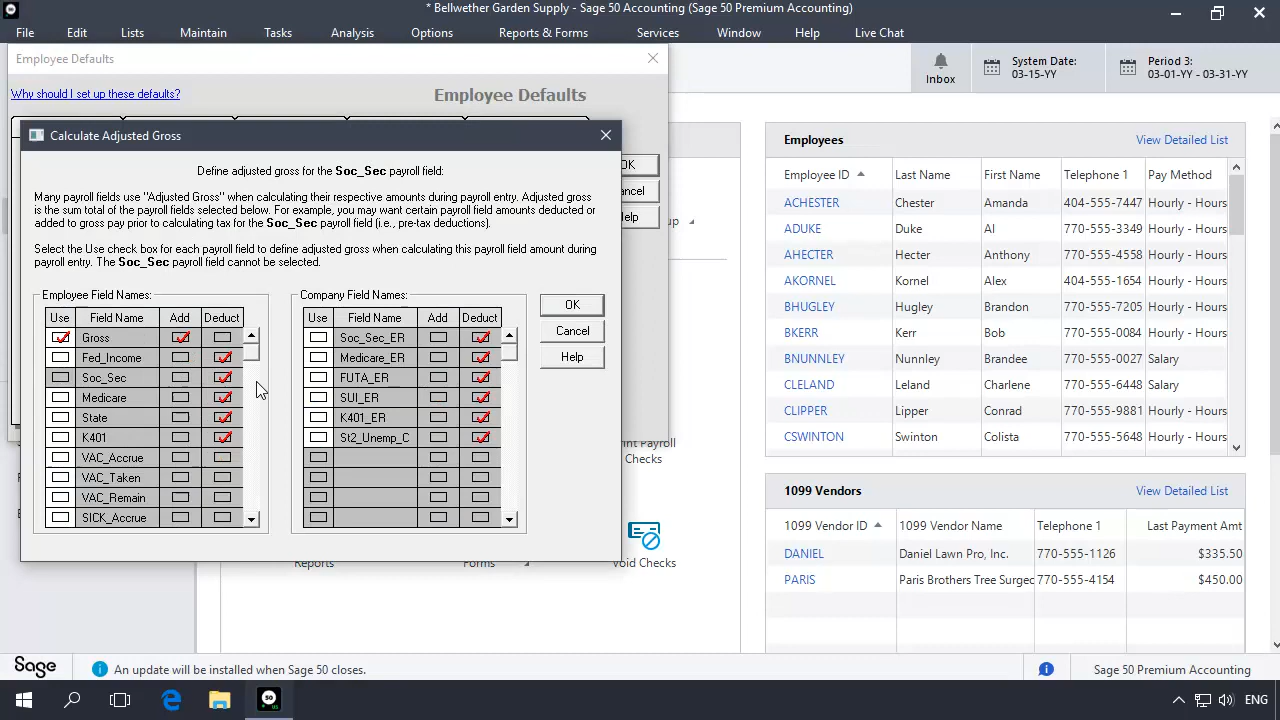 * Bellwether Garden Supply - Sage 50 Accounting (Sage 50 Premium Accounting)
File Edit Lists Maintain Tasks Analysis Options Reports & Forms Services Window Help Live Chat
Employee Defaults
Inbox
System Date:
03-15-YY
Period 3:
03-01-YY - 03-31-YY
Why should I set up these defaults?
Employee Defaults
Calculate Adjusted Gross
Define adjusted gross for the Soc_Sec payroll field.
Many payroll fields use "Adjusted Gross" when calculating their respective amounts during payroll entry. Adjusted gross
is the sum total of the payroll fields selected below. For example, you may want certain payroll field amounts deducted or
added to gross pay prior to calculating tax for the Soc_Sec payroll field (i.e., pre-tax deductions).
Select the Use check box for each payroll field to define adjusted gross when calculating this payroll field amount during
payroll entry. The Soc_Sec payroll field cannot be selected.
Employee Field Names:
Use Field Name Add Deduct
Gross
Fed_Income
Soc_Sec
Medicare
State
K401
VAC_Accrue
VAC_Taken
VAC_Remain
SICK_Accrue
Company Field Names:
Use Field Name Add Deduct
Soc_Sec_ER
Medicare_ER
FUTA_ER
SUI_ER
K401_ER
St2_Unemp_C
OK
Cancel
Help
OK
ancel
elp
up
Print Payroll
Checks
Reports
Forms
Void Checks
Employees
View Detailed List
Employee ID Last Name First Name Telephone 1 Pay Method
ACHESTER Chester Amanda 404-555-7447 Hourly - Hours
ADUKE Duke Al 770-555-3349 Hourly - Hours
AHECTER Hecter Anthony 770-555-4558 Hourly - Hours
AKORNEL Kornel Alex 404-555-1654 Hourly - Hours
BHUGLEY Hugley Brandon 770-555-7205 Hourly - Hours
BKERR Kerr Bob 770-555-0084 Hourly - Hours
BNUNNLEY Nunnley Brandee 770-555-0027 Salary
CLELAND Leland Charlene 770-555-6448 Salary
CLIPPER Lipper Conrad 770-555-9881 Hourly - Hours
CSWINTON Swinton Colista 770-555-5648 Hourly - Hours
1099 Vendors
View Detailed List
1099 Vendor ID 1099 Vendor Name Telephone 1 Last Payment Amt
DANIEL Daniel Lawn Pro, Inc. 770-555-1126 $335.50
PARIS Paris Brothers Tree Surgec 770-555-4154 $450.00
Sage
An update will be installed when Sage 50 closes.
Sage 50 Premium Accounting
50
ENG